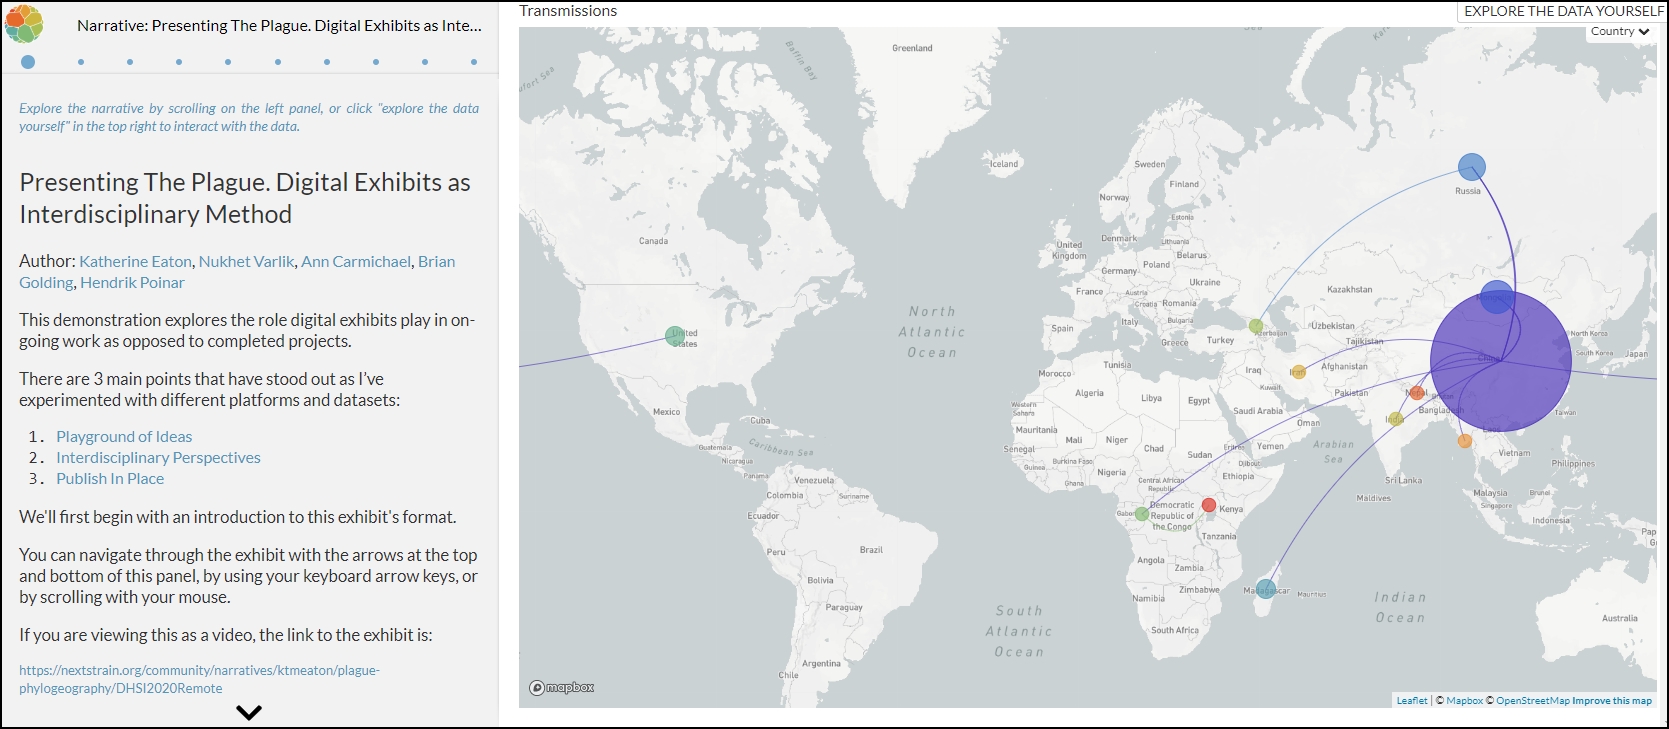 Narrative: Presenting The Plague. Digital Exhibits as Inte...
Explore the narrative by scrolling on the left panel, or click "explore the data
yourself" in the top right to interact with the data.
Presenting The Plague. Digital Exhibits as
Interdisciplinary Method
Author: Katherine Eaton, Nukhet Varlik, Ann Carmichael, Brian
Golding, Hendrik Poinar
This demonstration explores the role digital exhibits play in on-
going work as opposed to completed projects.
There are 3 main points that have stood out as I've
experimented with different platforms and datasets:
1. Playground of Ideas
2. Interdisciplinary Perspectives
3. Publish In Place
We'll first begin with an introduction to this exhibit's format.
You can navigate through the exhibit with the arrows at the top
and bottom of this panel, by using your keyboard arrow keys, or
by scrolling with your mouse.
If you are viewing this as a video, the link to the exhibit is:
https://nextstrain.org/community/narratives/ktmeaton/plague-
phylogeography/DHSI2020Remote
Transmissions
EXPLORE THE DATA YOURSELF
Country
Greenland
Baffin Bay
Iceland
Sweden
Finland
Norway
Russia
Estonia
Canada
United
Kingdom
Denmark
Lithuania
Belarus
Poland
Germany
Ukraine
France
Austria
Croatia
Romania
Kazakhstan
North
Atlantic
Ocean
Spain
Italy
Bulgaria
Greece
Turkey
Azerbaijan
Uzbekistan
Tajikistan
China
North Korea
South Korea
Japan
United
States
Tunisia
Morocco
Iraq
Iran
Afghanistan
Kuwait
Pakistan
Nepal
Bhutan
Algeria
Libya
Egypt
Western
Sahara
Saudi Arabia
Bangladesh
India
Taiwan
Mexico
Cuba
Oman
Laos
Mauritania
Mali
Niger
Chad
Sudan
Eritrea
Yemen
Arabian
Sea
Guatemala
Caribbean Sea
Nicaragua
Senegal
Guinea
Burkina Faso
Nigeria
Djibouti
Ethiopia
Vietnam
Philippines
Panama
Venezuela
Colombia
Suriname
Ghana
Central African
Republic
Sri Lanka
Maldives
Malaysia
Brunei
Singapore
Ecuador
Gabon
Democratic
Republic of
the Congo
Kenya
Tanzania
Indonesia
Peru
Brazil
Angola
Zambia
Bolivia
Namibia
Zimbabwe
Madagascar
Mauritius
Indian
Ocean
Paraguay
South
Atlantic
Ocean
South Africa
Australia
Argentina
Chile
mapbox
Leaflet | © Mapbox © OpenStreetMap Improve this map